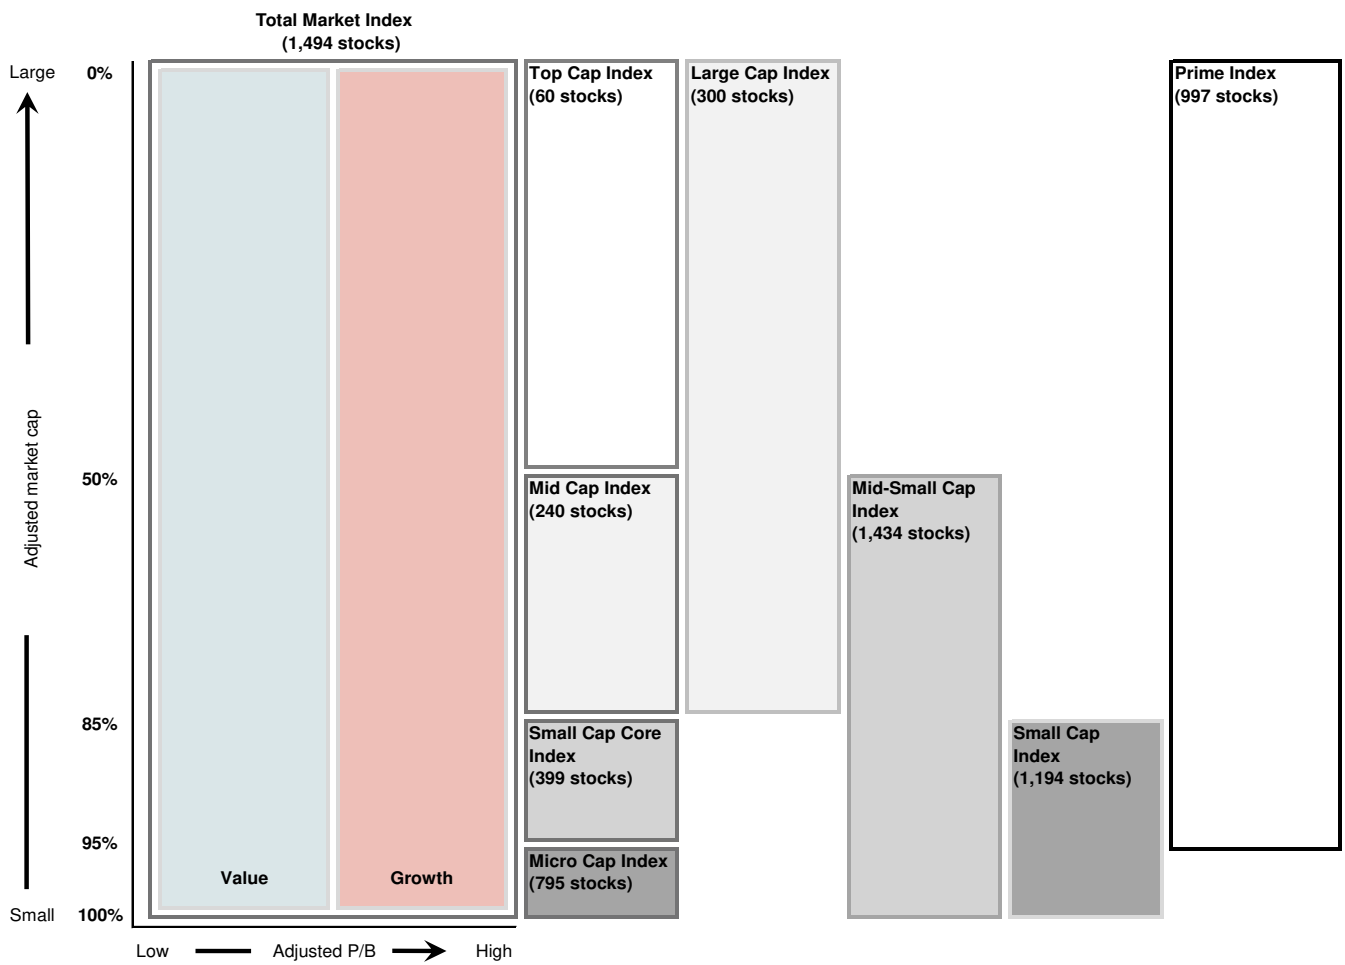 Total Market Index
(1,494 stocks)
Large
0%
Top Cap Index
(60 stocks)
Large Cap Index
(300 stocks)
Prime Index
(997 stocks)
Adjusted market cap
50%
Mid Cap Index
(240 stocks)
Mid-Small Cap
Index
(1,434 stocks)
85%
Small Cap Core
Index
(399 stocks)
Small Cap
Index
(1,194 stocks)
95%
Micro Cap Index
(795 stocks)
Value
Growth
Small
100%
Low
Adjusted P/B
High